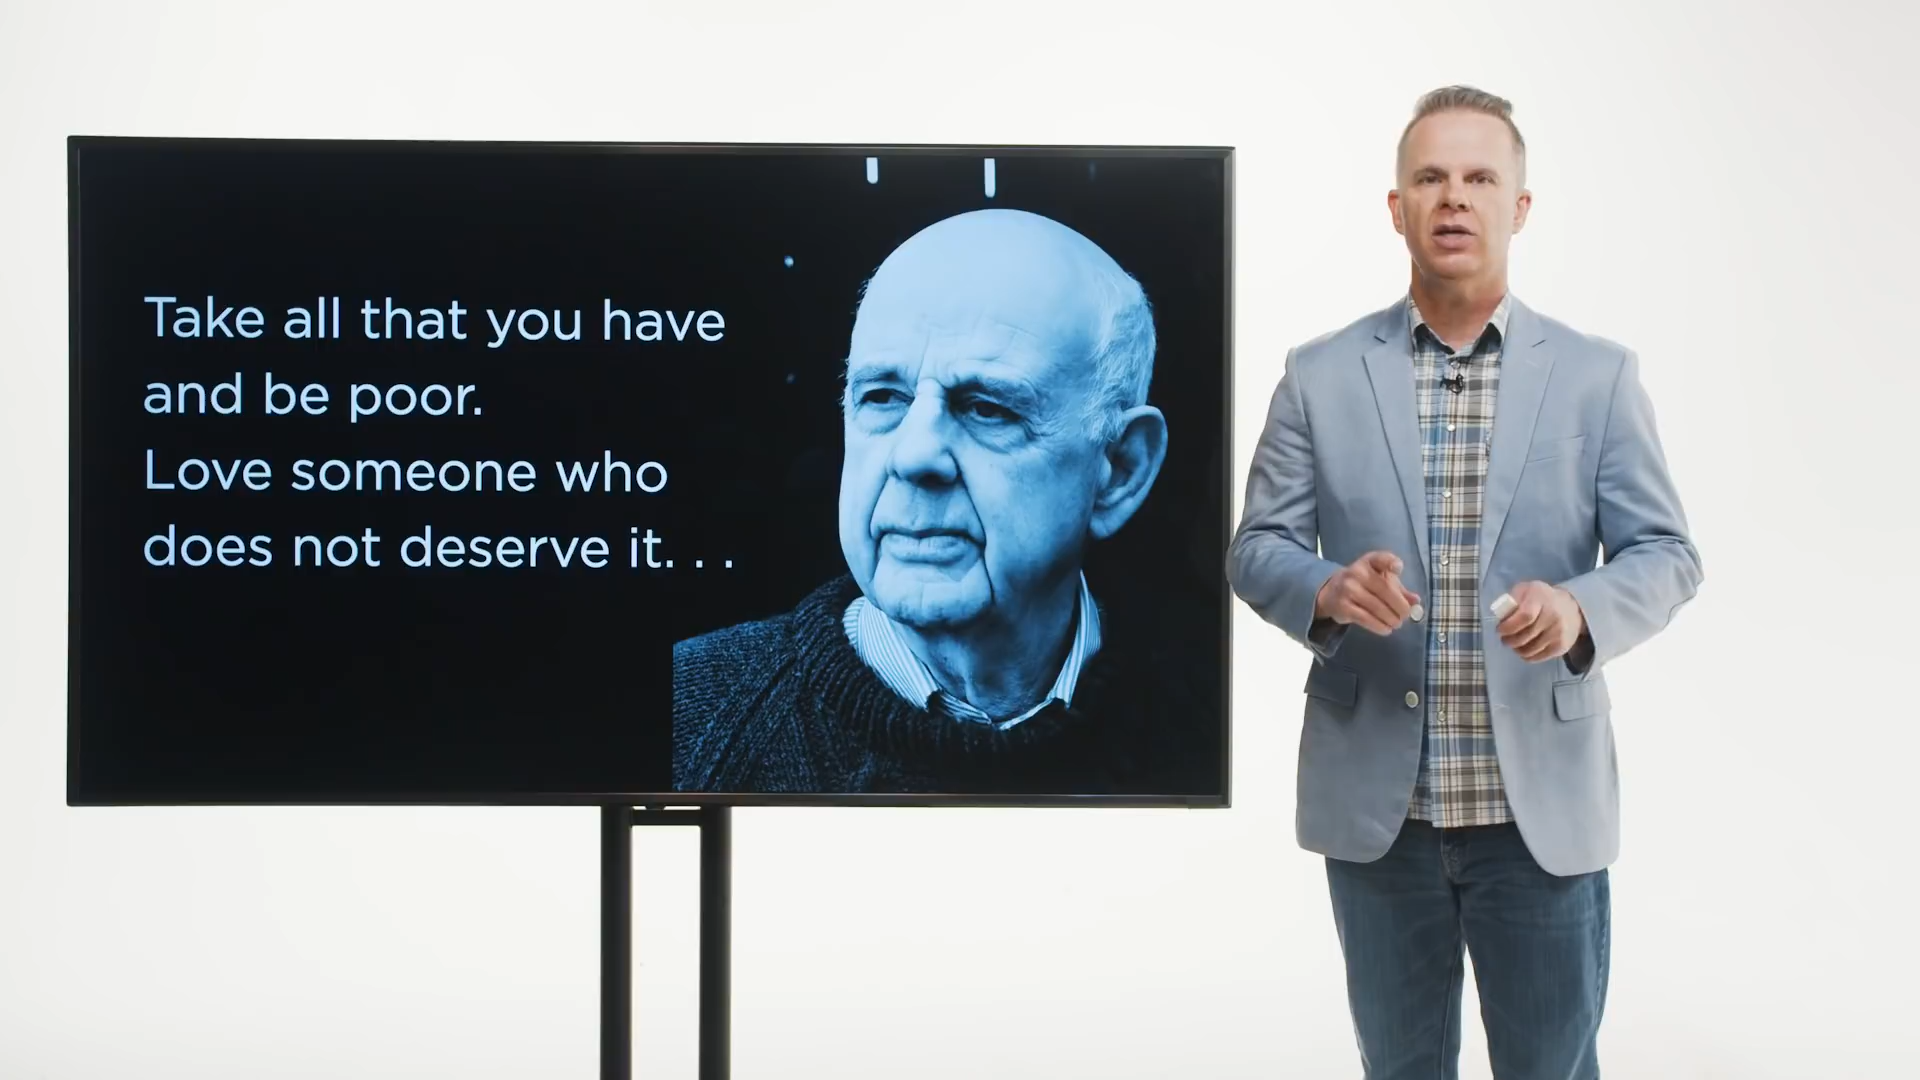 Take all that you have
and be poor.
Love someone who
does not deserve it. . .